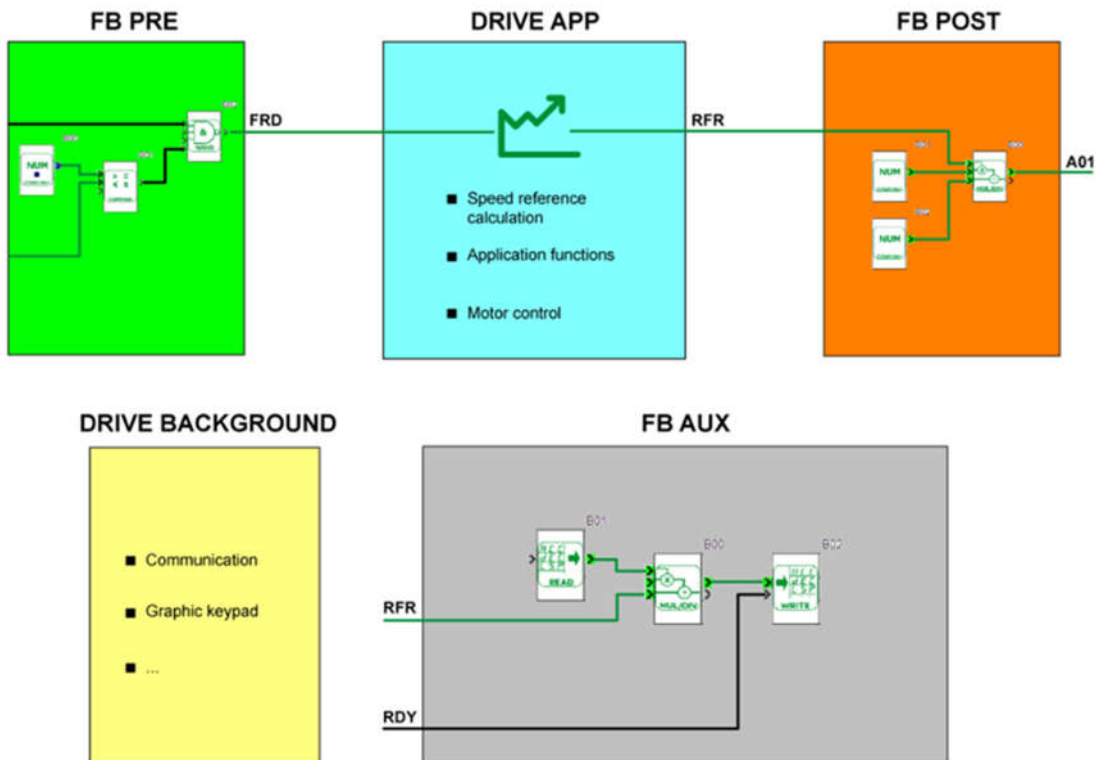 FB PRE
DRIVE APP
FB POST
FRD
RFR
A01
&
NUM
NUM
NUM
■ Speed reference
calculation
■ Application functions
■ Motor control
DRIVE BACKGROUND
FB AUX
■ Communication
■ Graphic keypad
■ ...
B01
B00
B02
READ
MUL/DIV
WRITE
RFR
RDY